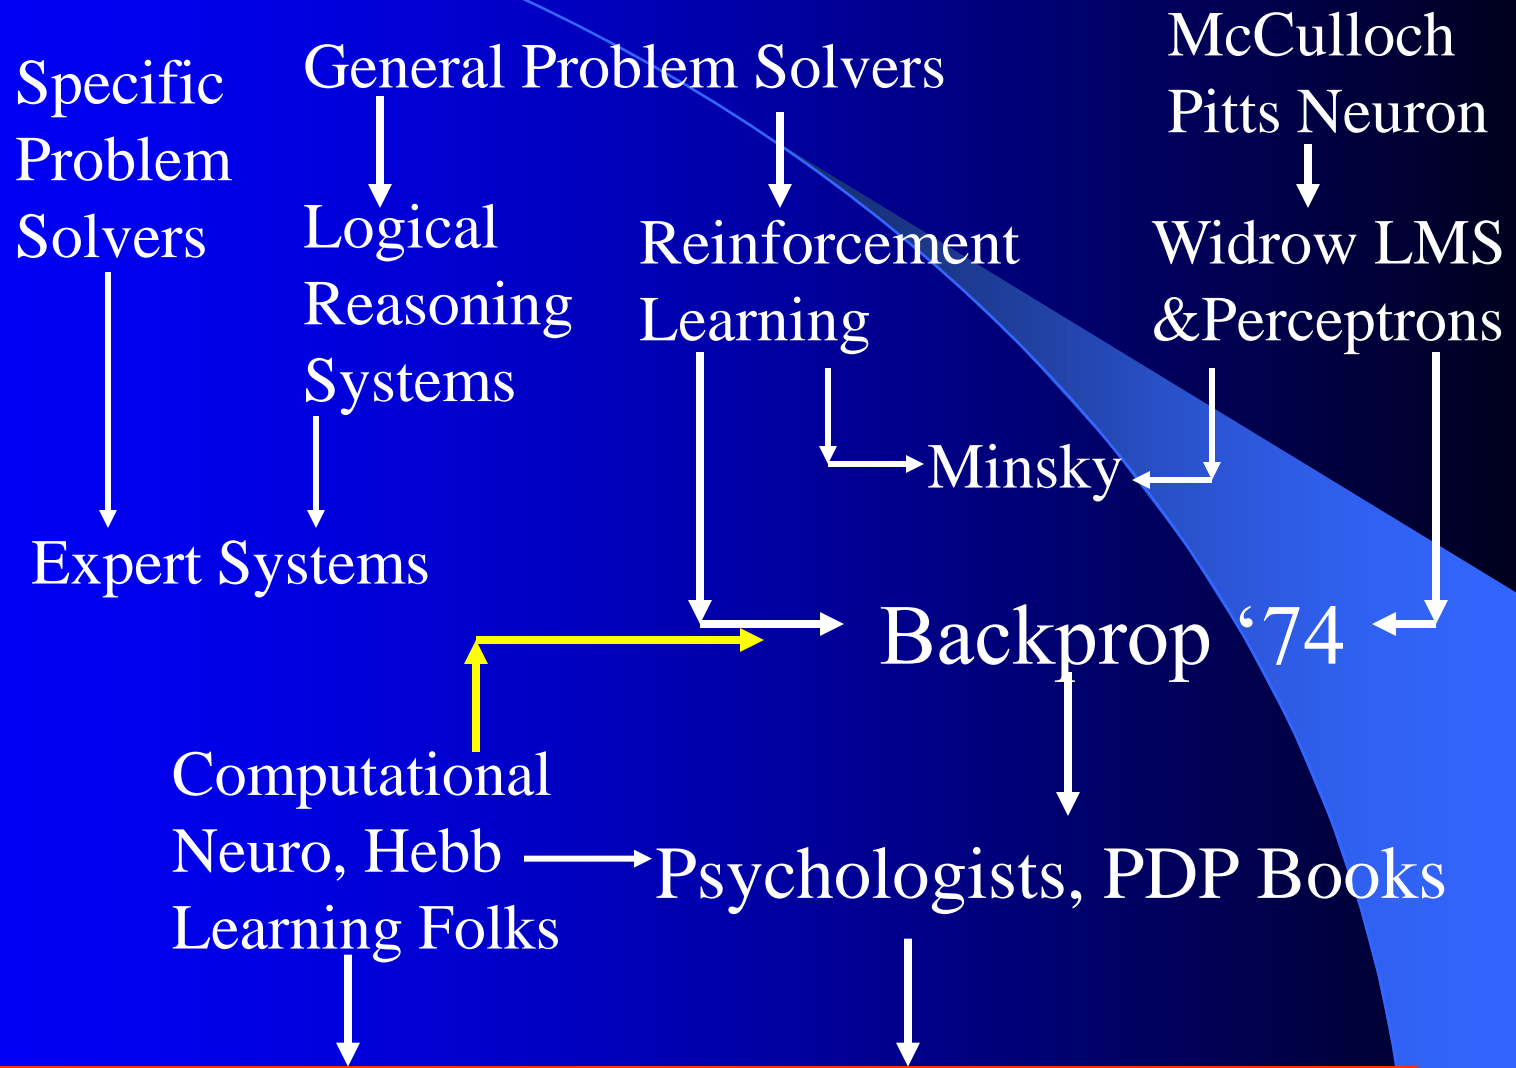 Specific
Problem
Solvers
General Problem Solvers
McCulloch
Pitts Neuron
Logical
Reasoning
Systems
Reinforcement
Learning
Widrow LMS
&Perceptrons
Minsky
Expert Systems
Backprop ‘74
Computational
Neuro, Hebb
Learning Folks
Psychologists, PDP Books